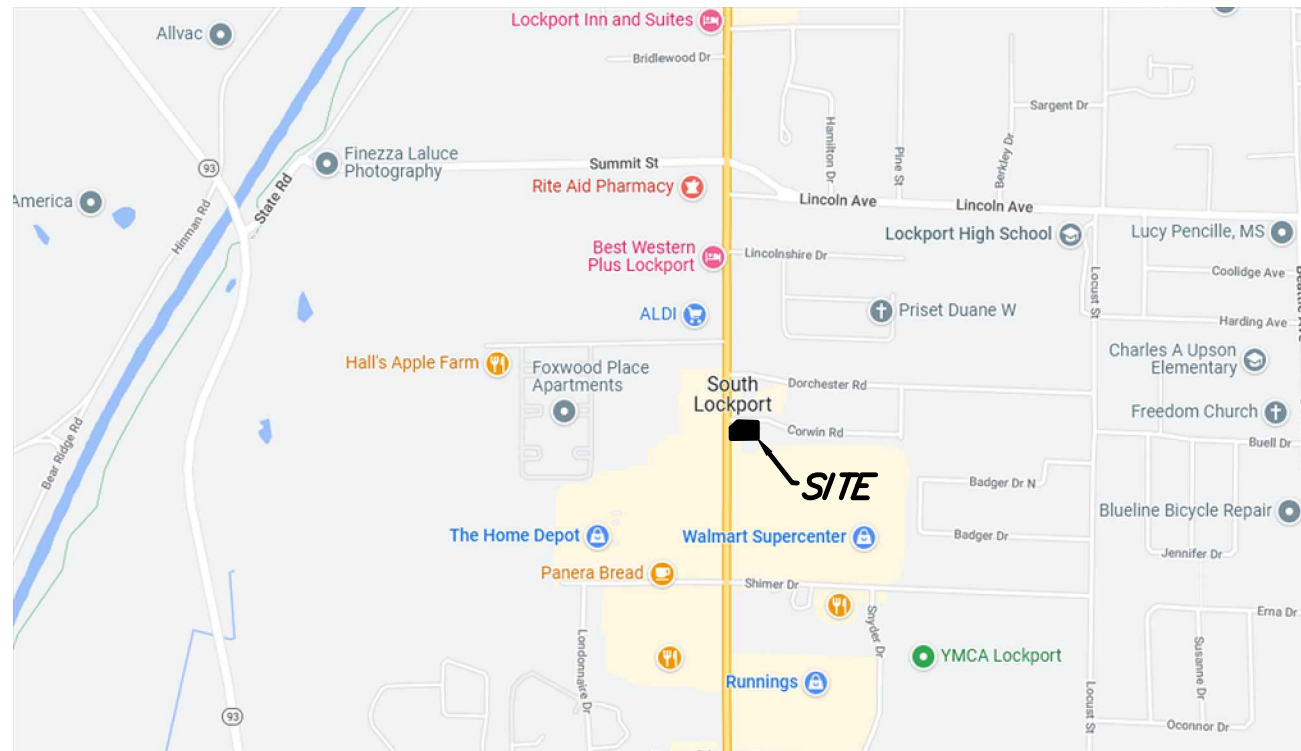 Lockport Inn and Suites
Allvac
Bridlewood Dr
Sargent Dr
Hamilton Dr
Pine St
Berkley Dr
Finezza Laluce
Photography
Summit St
93
Rite Aid Pharmacy
State Rd
America
Hinman Rd
Lincoln Ave
Lincoln Ave
Lockport High School
Lucy Pencille, MS
Best Western
Plus Lockport
Lincolnshire Dr
Coolidge Ave
Locust St
ALDI
Priset Duane W
Harding Ave
Hall's Apple Farm
Foxwood Place
Apartments
Charles A Upson
Elementary
South
Lockport
Dorchester Rd
Freedom Church
Corwin Rd
Buell Dr
Bear Ridge Rd
SITE
Badger Dr N
Blueline Bicycle Repair
The Home Depot
Walmart Supercenter
Badger Dr
Jennifer Dr
Panera Bread
Shimer Dr
Erna Dr
Londonnaire Dr
Snyder Dr
YMCA Lockport
Susanne Dr
Runnings
Locust St
93
Oconnor Dr